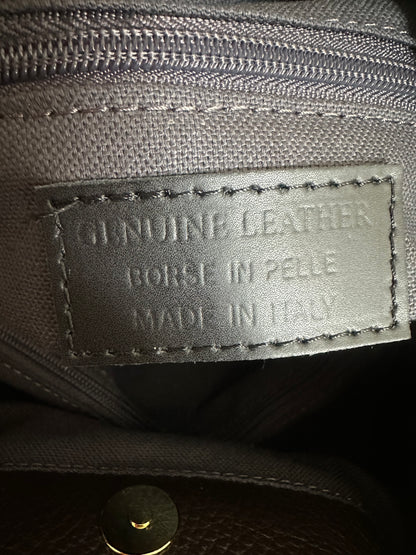 GENUINE LEATHER
BORSE IN PELLE
MADE IN ITALY